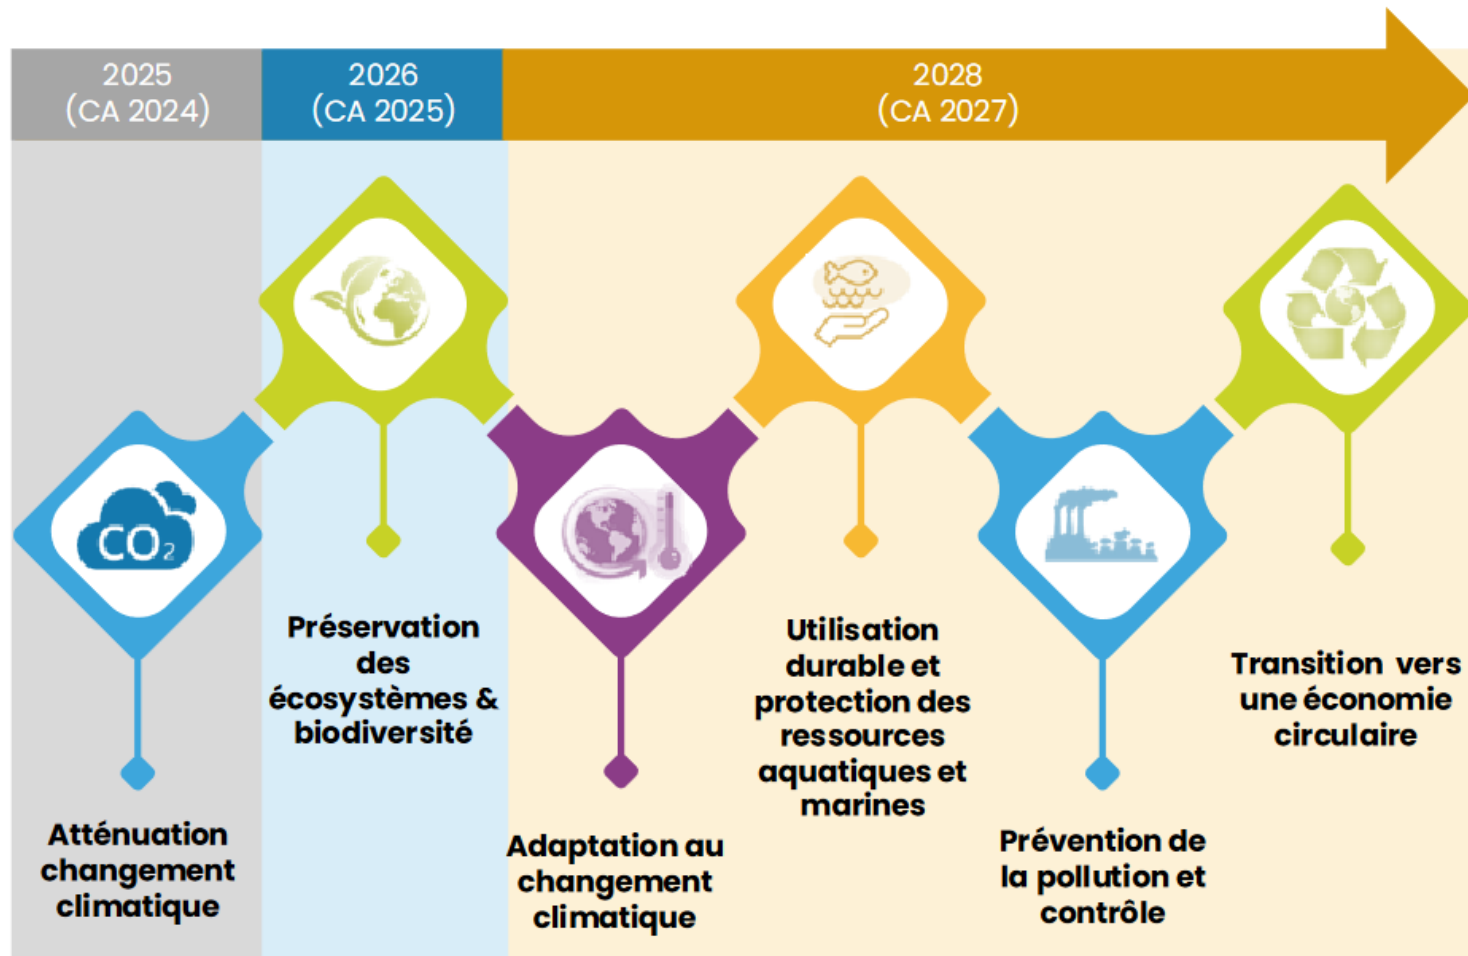 2025
(CA 2024)
2026
(CA 2025)
2028
(CA 2027)
CO₂
Atténuation
changement
climatique
Préservation
des
écosystèmes &
biodiversité
Adaptation au
changement
climatique
Utilisation
durable et
protection des
ressources
aquatiques et
marines
Prévention de
la pollution et
contrôle
Transition vers
une économie
circulaire